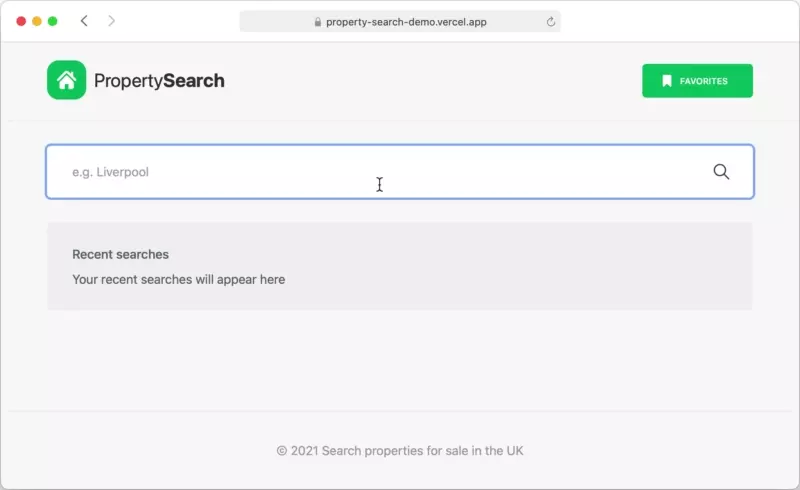 property-search-demo.vercel.app
PropertySearch
FAVORITES
e.g. Liverpool
Recent searches
Your recent searches will appear here
© 2021 Search properties for sale in the UK